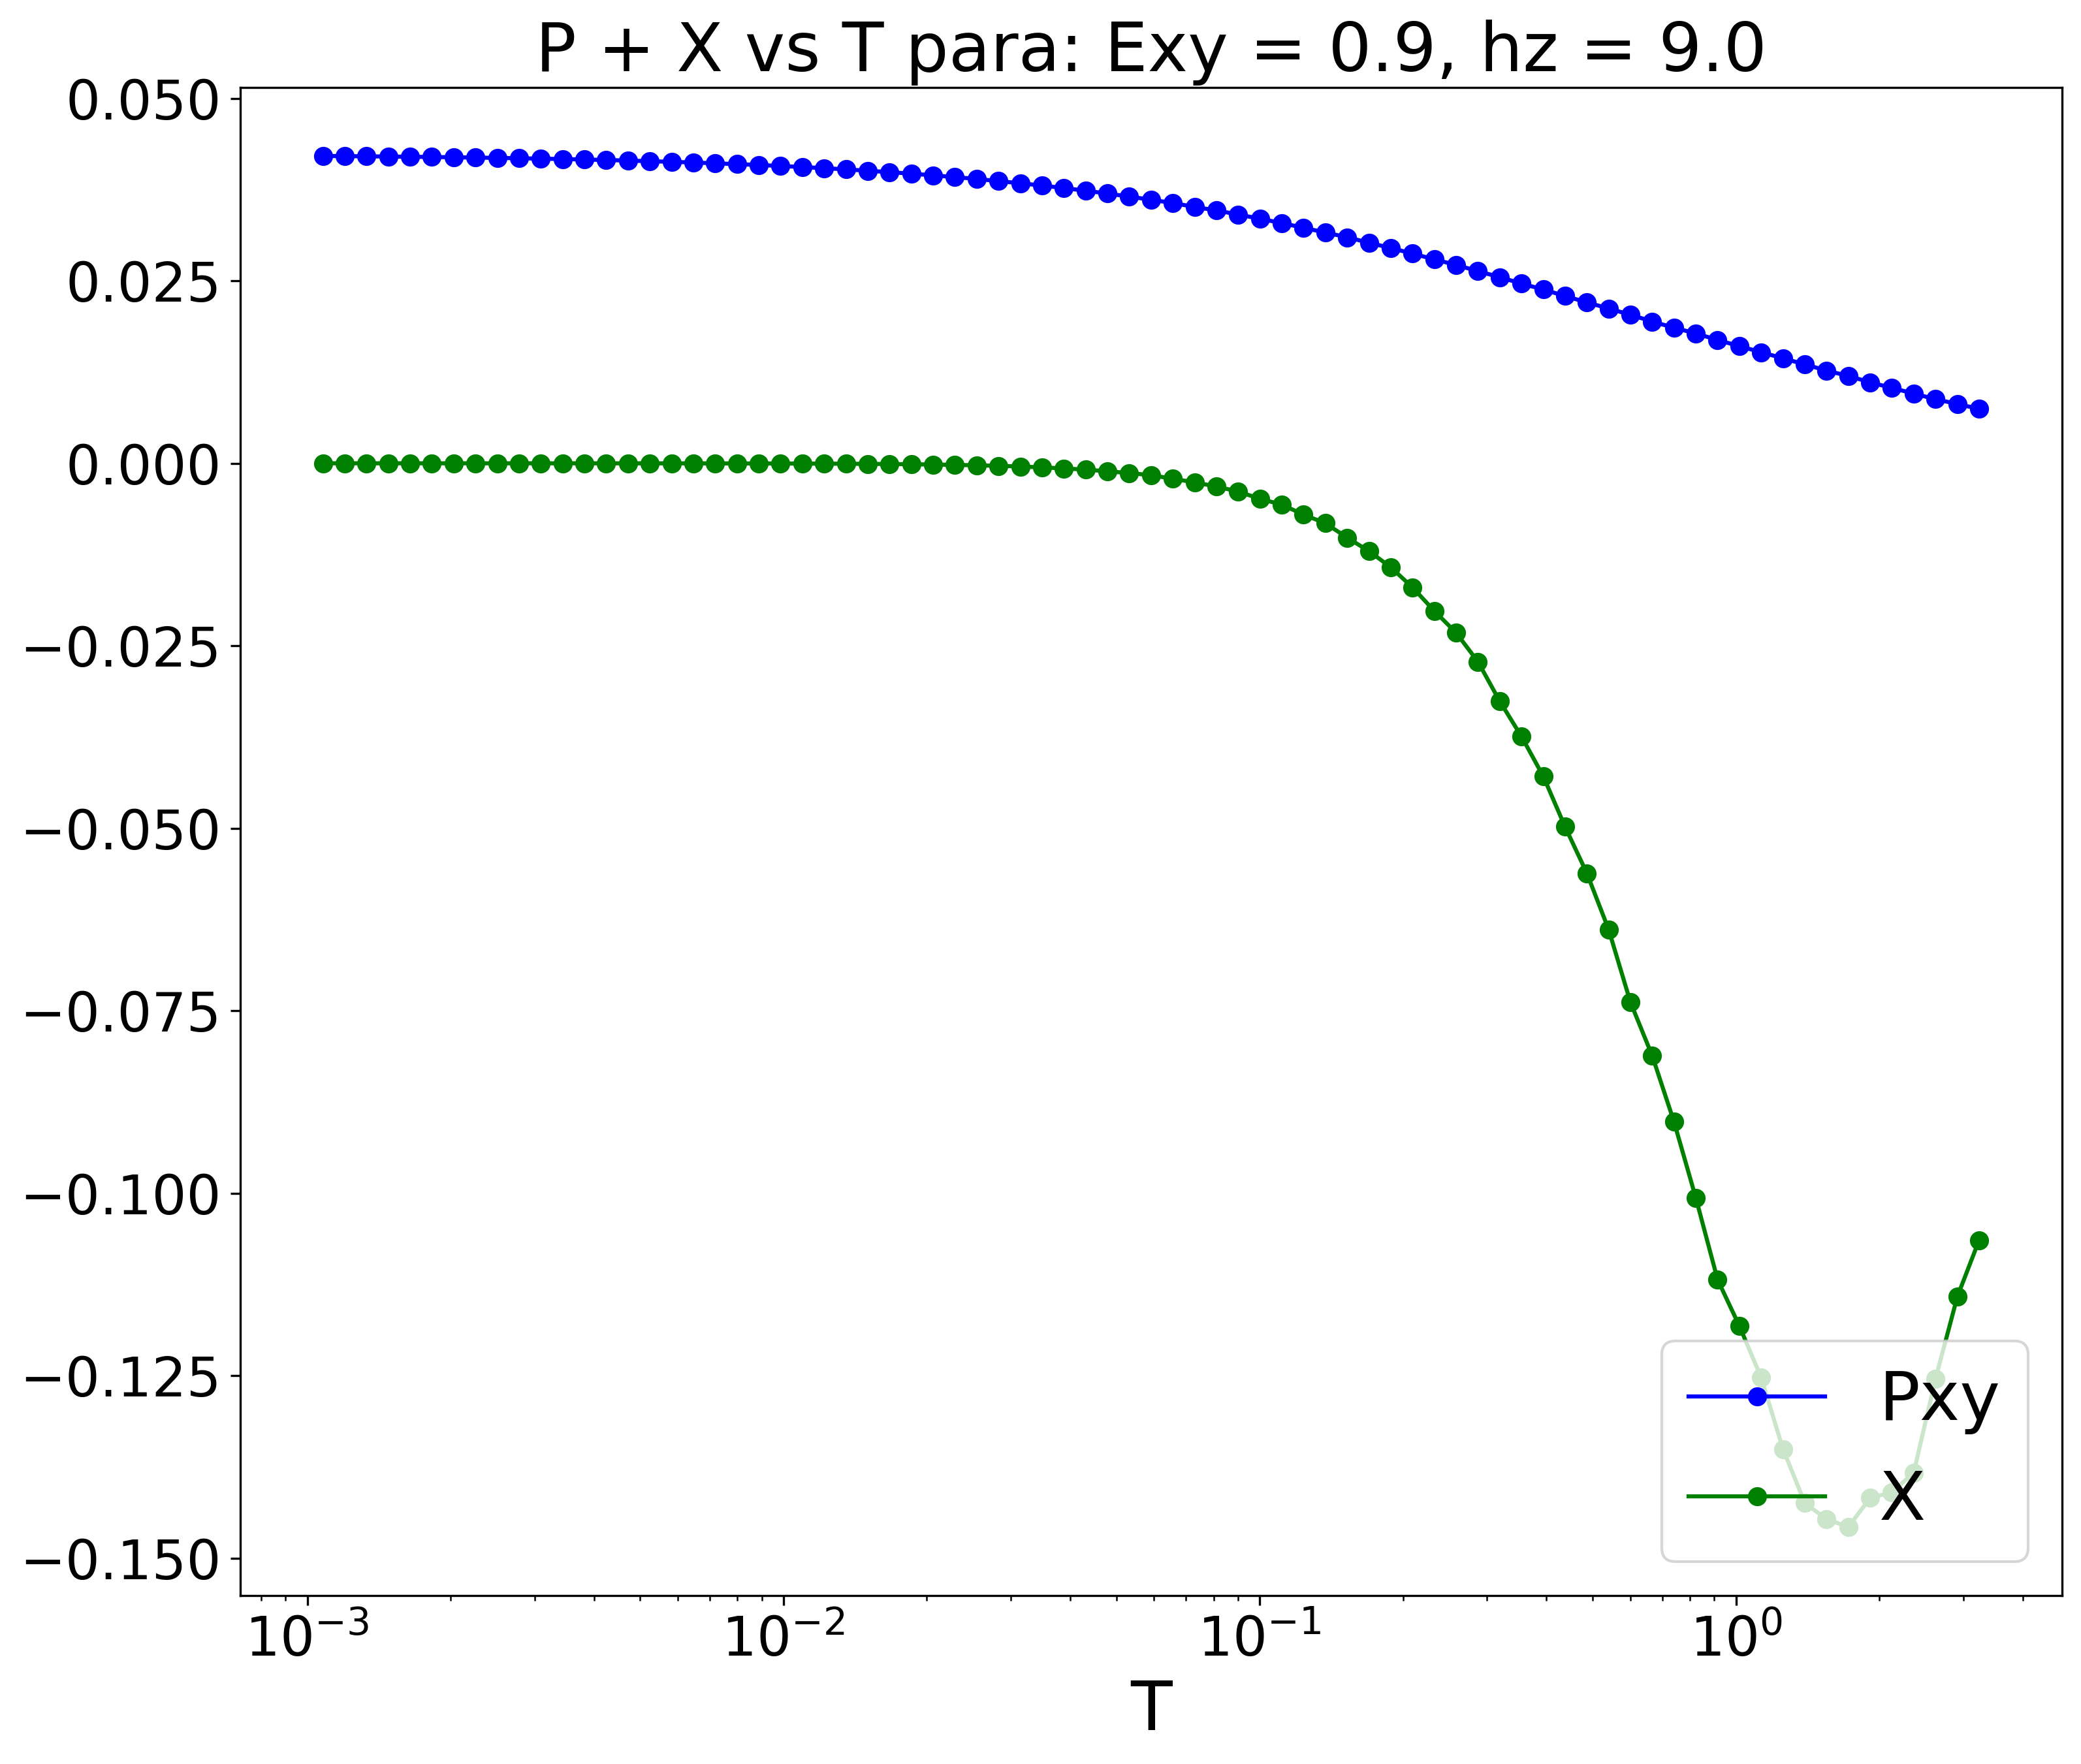 P + X vs T para: Exy = 0.9, hz = 9.0
0.050
0.025
0.000
−0.025
−0.050
−0.075
−0.100
−0.125
−0.150
Pxy
X
10⁻³ 10⁻² 10⁻¹ 10⁰
T